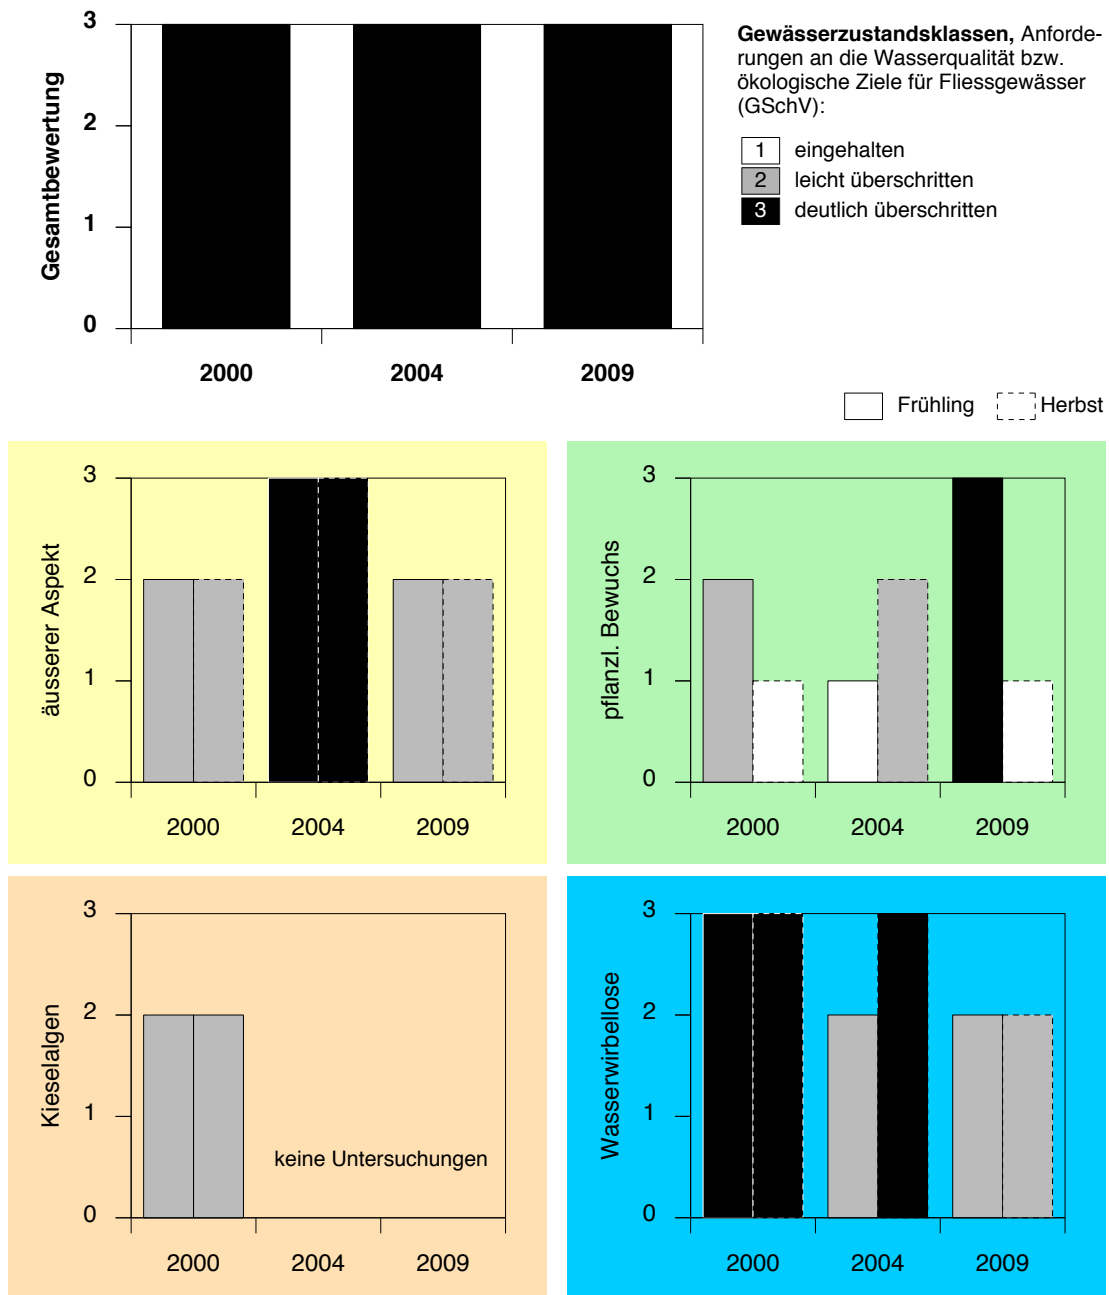 Gesamtbewertung
3
2
1
0
2000 2004 2009
Gewässerzustandsklassen, Anforde-
rungen an die Wasserqualität bzw.
ökologische Ziele für Fliessgewässer
(GSchV):
1 eingehalten
2 leicht überschritten
3 deutlich überschritten
Frühling Herbst
äusserer Aspekt
3
2
1
0
2000 2004 2009
pflanzl. Bewuchs
3
2
1
0
2000 2004 2009
Kieselalgen
3
2
1
0
keine Untersuchungen
2000 2004 2009
Wasserwirbellose
3
2
1
0
2000 2004 2009